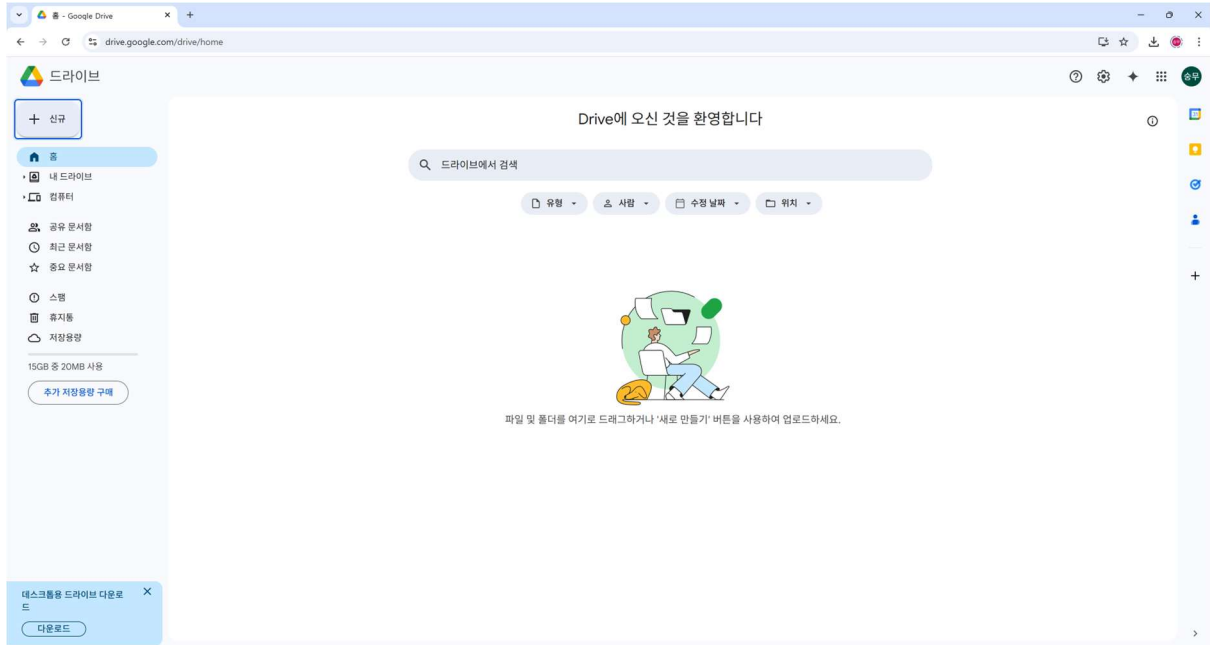 홈 - Google Drive
drive.google.com/drive/home
드라이브
숭무
신규
Drive에 오신 것을 환영합니다
홈
내 드라이브
컴퓨터
공유 문서함
최근 문서함
중요 문서함
스팸
휴지통
저장용량
15GB 중 20MB 사용
추가 저장용량 구매
드라이브에서 검색
유형
사람
수정 날짜
위치
파일 및 폴더를 여기로 드래그하거나 '새로 만들기' 버튼을 사용하여 업로드하세요.
데스크톱용 드라이브 다운로
드
다운로드